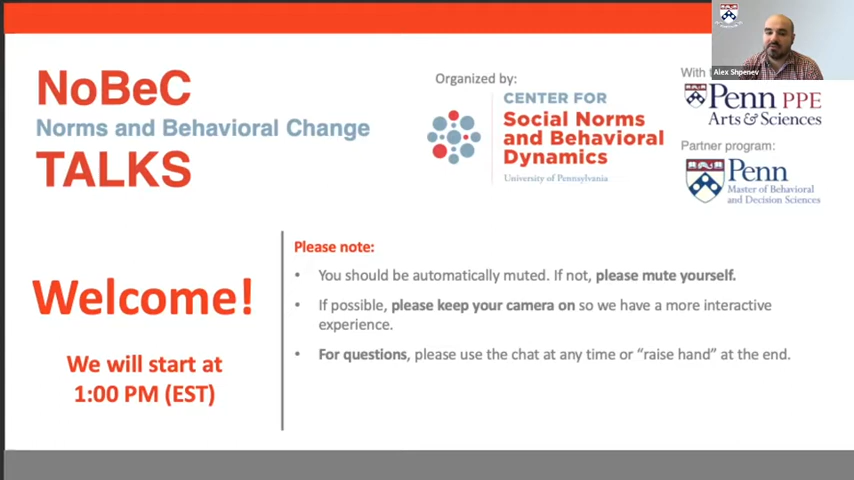 NoBeC
Norms and Behavioral Change
TALKS
Organized by:
CENTER FOR
Social Norms
and Behavioral
Dynamics
University of Pennsylvania
Alex Shpenev
With t
Penn PPE
Arts & Sciences
Partner program:
Penn
Master of Behavioral
and Decision Sciences
Welcome!
We will start at
1:00 PM (EST)
Please note:
• You should be automatically muted. If not, please mute yourself.
• If possible, please keep your camera on so we have a more interactive
experience.
• For questions, please use the chat at any time or “raise hand” at the end.